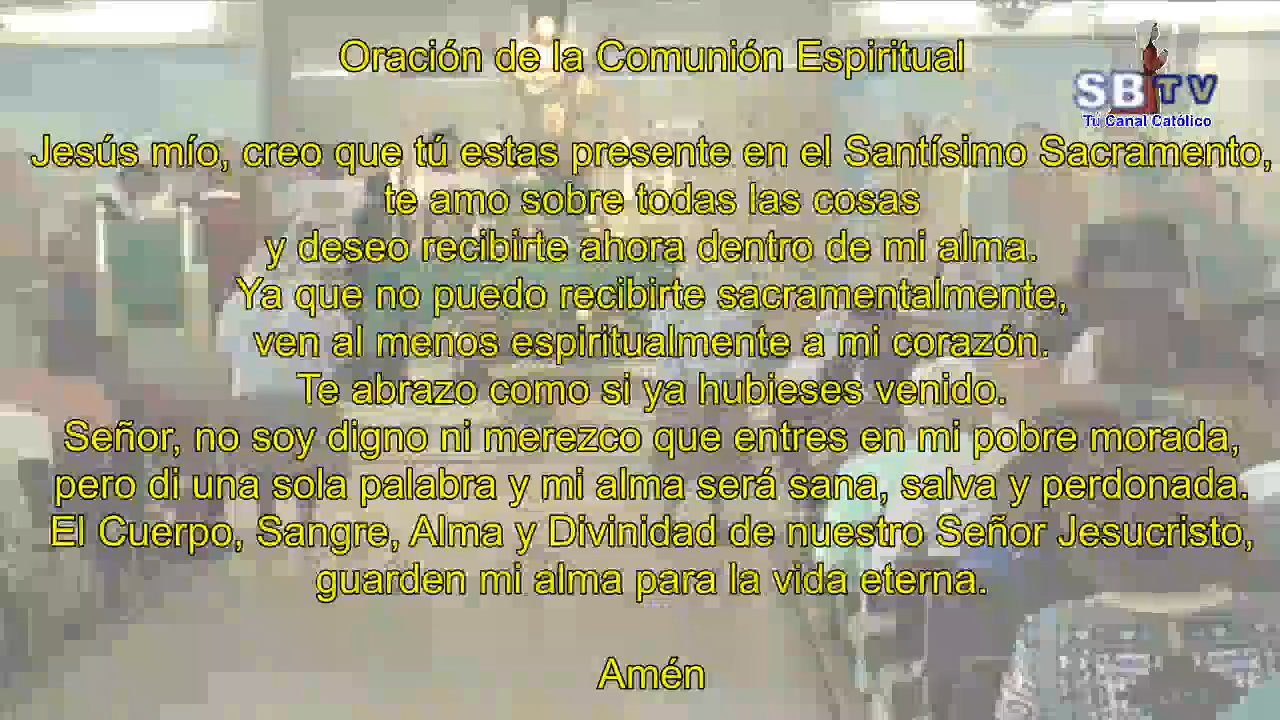 Oración de la Comunión Espiritual
SBTV
Tú Canal Católico
Jesús mío, creo que tú estas presente en el Santísimo Sacramento,
te amo sobre todas las cosas
y deseo recibirte ahora dentro de mi alma.
Ya que no puedo recibirte sacramentalmente,
ven al menos espiritualmente a mi corazón.
Te abrazo como si ya hubieses venido.
Señor, no soy digno ni merezco que entres en mi pobre morada,
pero di una sola palabra y mi alma será sana, salva y perdonada.
El Cuerpo, Sangre, Alma y Divinidad de nuestro Señor Jesucristo,
guarden mi alma para la vida eterna.
Amén